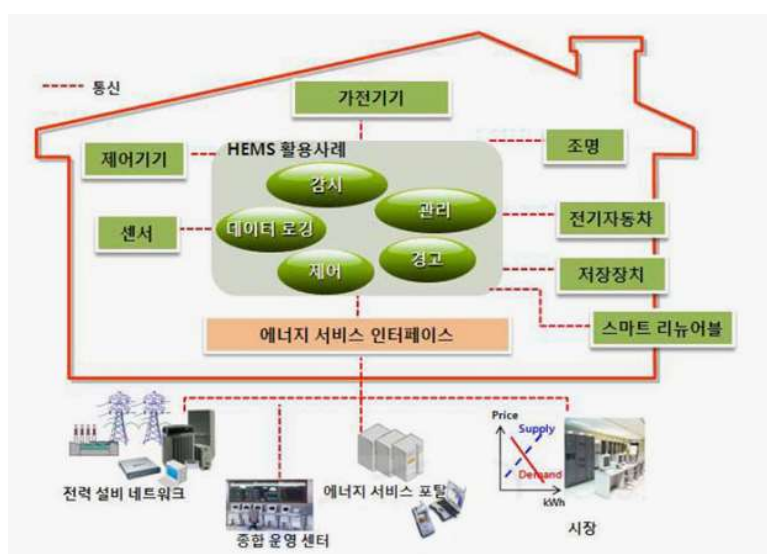 통신
가전기기
제어기기
HEMS 활용사례
조명
감시
관리
센서
데이터 로깅
전기자동차
제어
경고
저장장치
에너지 서비스 인터페이스
스마트 리뉴어블
Price
Supply
Demand
kWh
전력 설비 네트워크
에너지 서비스 포탈
종합 운영 센터
시장